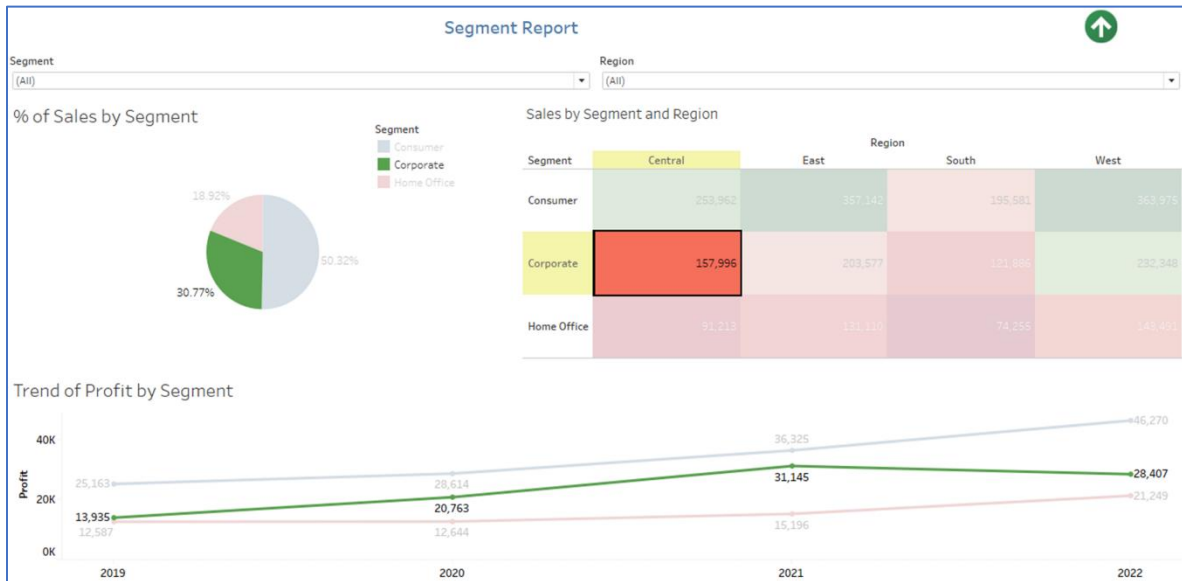 Segment Report
Segment
(All)
Region
(All)
% of Sales by Segment
Segment
Consumer
Corporate
Home Office
18.92%
50.32%
30.77%
Sales by Segment and Region
Region
Segment Central East South West
Consumer 253,962 357,142 195,581 363,975
Corporate 157,996 203,577 121,886 232,348
Home Office 91,213 131,110 74,255 143,491
Trend of Profit by Segment
Profit
40K
20K
0K
25,163
28,614
36,325
46,270
13,935
20,763
31,145
28,407
12,587
12,644
15,196
21,249
2019 2020 2021 2022